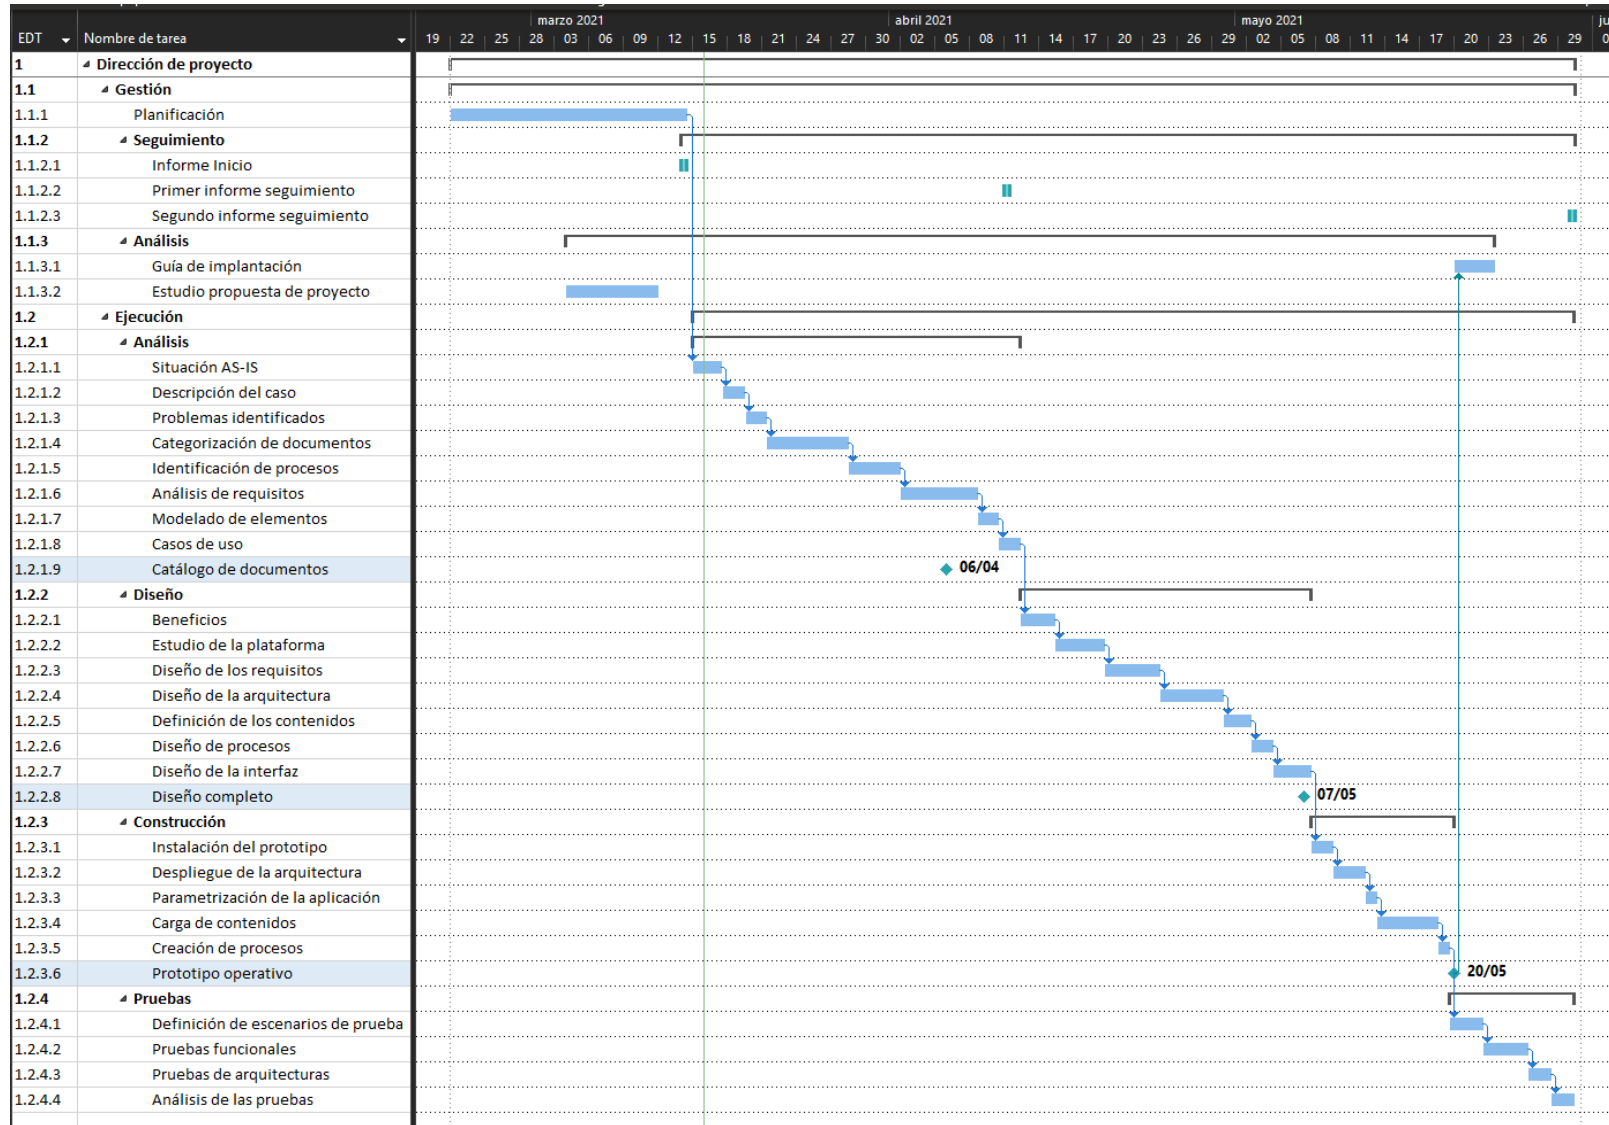 marzo 2021 abril 2021 mayo 2021 ju
EDT Nombre de tarea 19 22 25 28 03 06 09 12 15 18 21 24 27 30 02 05 08 11 14 17 20 23 26 29 02 05 08 11 14 17 20 23 26 29 0
1 Dirección de proyecto
1.1 Gestión
1.1.1 Planificación
1.1.2 Seguimiento
1.1.2.1 Informe Inicio
1.1.2.2 Primer informe seguimiento
1.1.2.3 Segundo informe seguimiento
1.1.3 Análisis
1.1.3.1 Guía de implantación
1.1.3.2 Estudio propuesta de proyecto
1.2 Ejecución
1.2.1 Análisis
1.2.1.1 Situación AS-IS
1.2.1.2 Descripción del caso
1.2.1.3 Problemas identificados
1.2.1.4 Categorización de documentos
1.2.1.5 Identificación de procesos
1.2.1.6 Análisis de requisitos
1.2.1.7 Modelado de elementos
1.2.1.8 Casos de uso
1.2.1.9 Catálogo de documentos 06/04
1.2.2 Diseño
1.2.2.1 Beneficios
1.2.2.2 Estudio de la plataforma
1.2.2.3 Diseño de los requisitos
1.2.2.4 Diseño de la arquitectura
1.2.2.5 Definición de los contenidos
1.2.2.6 Diseño de procesos
1.2.2.7 Diseño de la interfaz
1.2.2.8 Diseño completo 07/05
1.2.3 Construcción
1.2.3.1 Instalación del prototipo
1.2.3.2 Despliegue de la arquitectura
1.2.3.3 Parametrización de la aplicación
1.2.3.4 Carga de contenidos
1.2.3.5 Creación de procesos
1.2.3.6 Prototipo operativo 20/05
1.2.4 Pruebas
1.2.4.1 Definición de escenarios de prueba
1.2.4.2 Pruebas funcionales
1.2.4.3 Pruebas de arquitecturas
1.2.4.4 Análisis de las pruebas